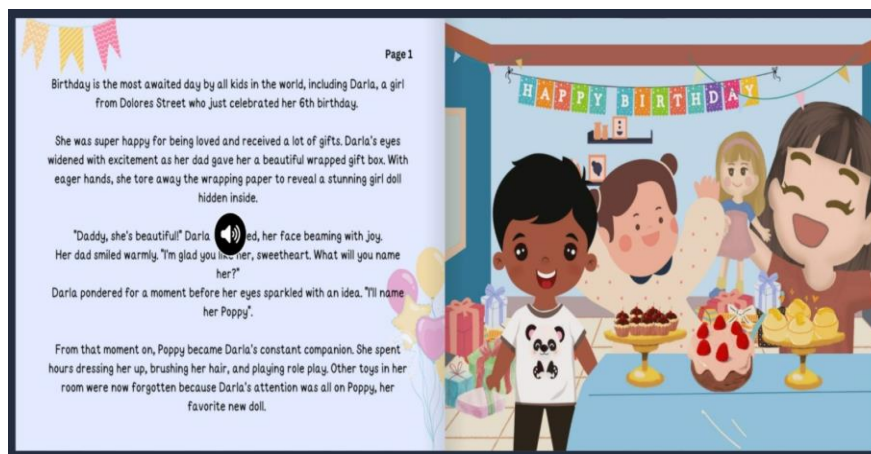 Page 1
Birthday is the most awaited day by all kids in the world, including Darla, a girl
from Dolores Street who just celebrated her 6th birthday.
She was super happy for being loved and received a lot of gifts. Darla's eyes
widened with excitement as her dad gave her a beautiful wrapped gift box. With
eager hands, she tore away the wrapping paper to reveal a stunning girl doll
hidden inside.
"Daddy, she's beautiful!" Darla ed, her face beaming with joy.
Her dad smiled warmly. "I'm glad you like her, sweetheart. What will you name
her?"
Darla pondered for a moment before her eyes sparkled with an idea. "I'll name
her Poppy".
From that moment on, Poppy became Darla's constant companion. She spent
hours dressing her up, brushing her hair, and playing role play. Other toys in her
room were now forgotten because Darla's attention was all on Poppy, her
favorite new doll.
HAPPY BIRTHDAY